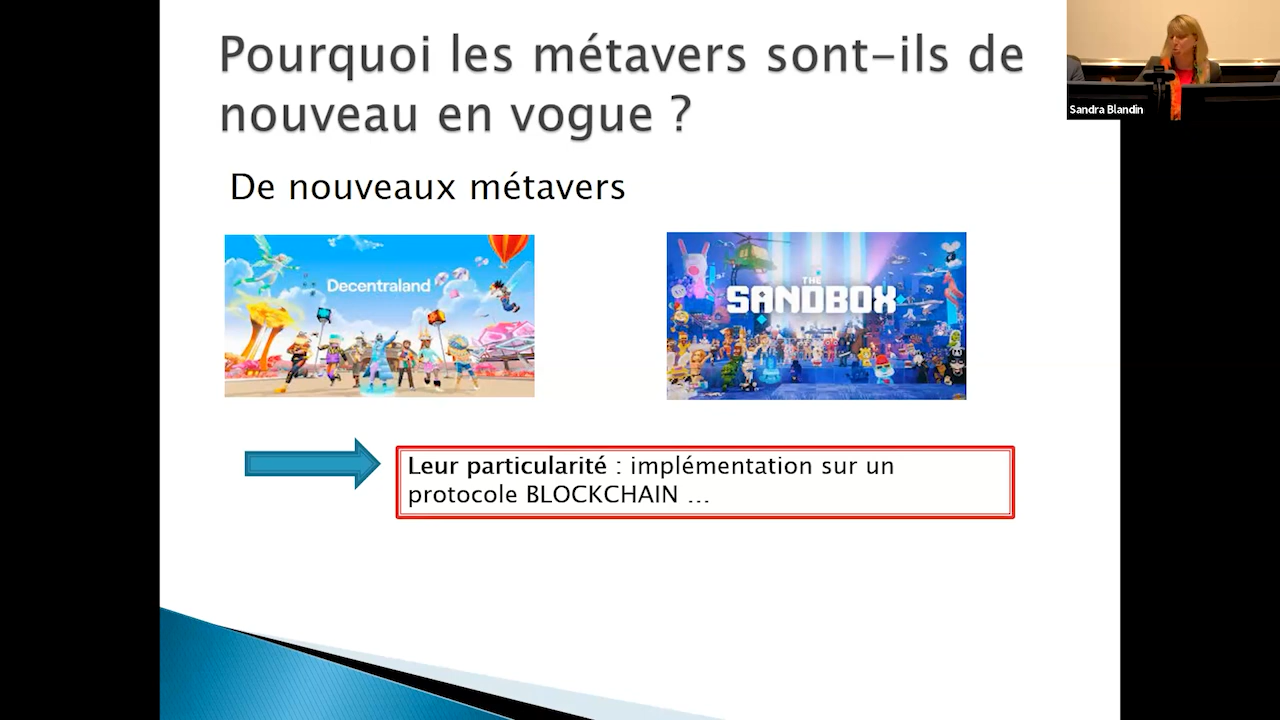 Pourquoi les métavers sont-ils de
nouveau en vogue ?
De nouveaux métavers
Decentraland
THE
SANDBOX
Leur particularité : implémentation sur un
protocole BLOCKCHAIN ...
Sandra Blandin